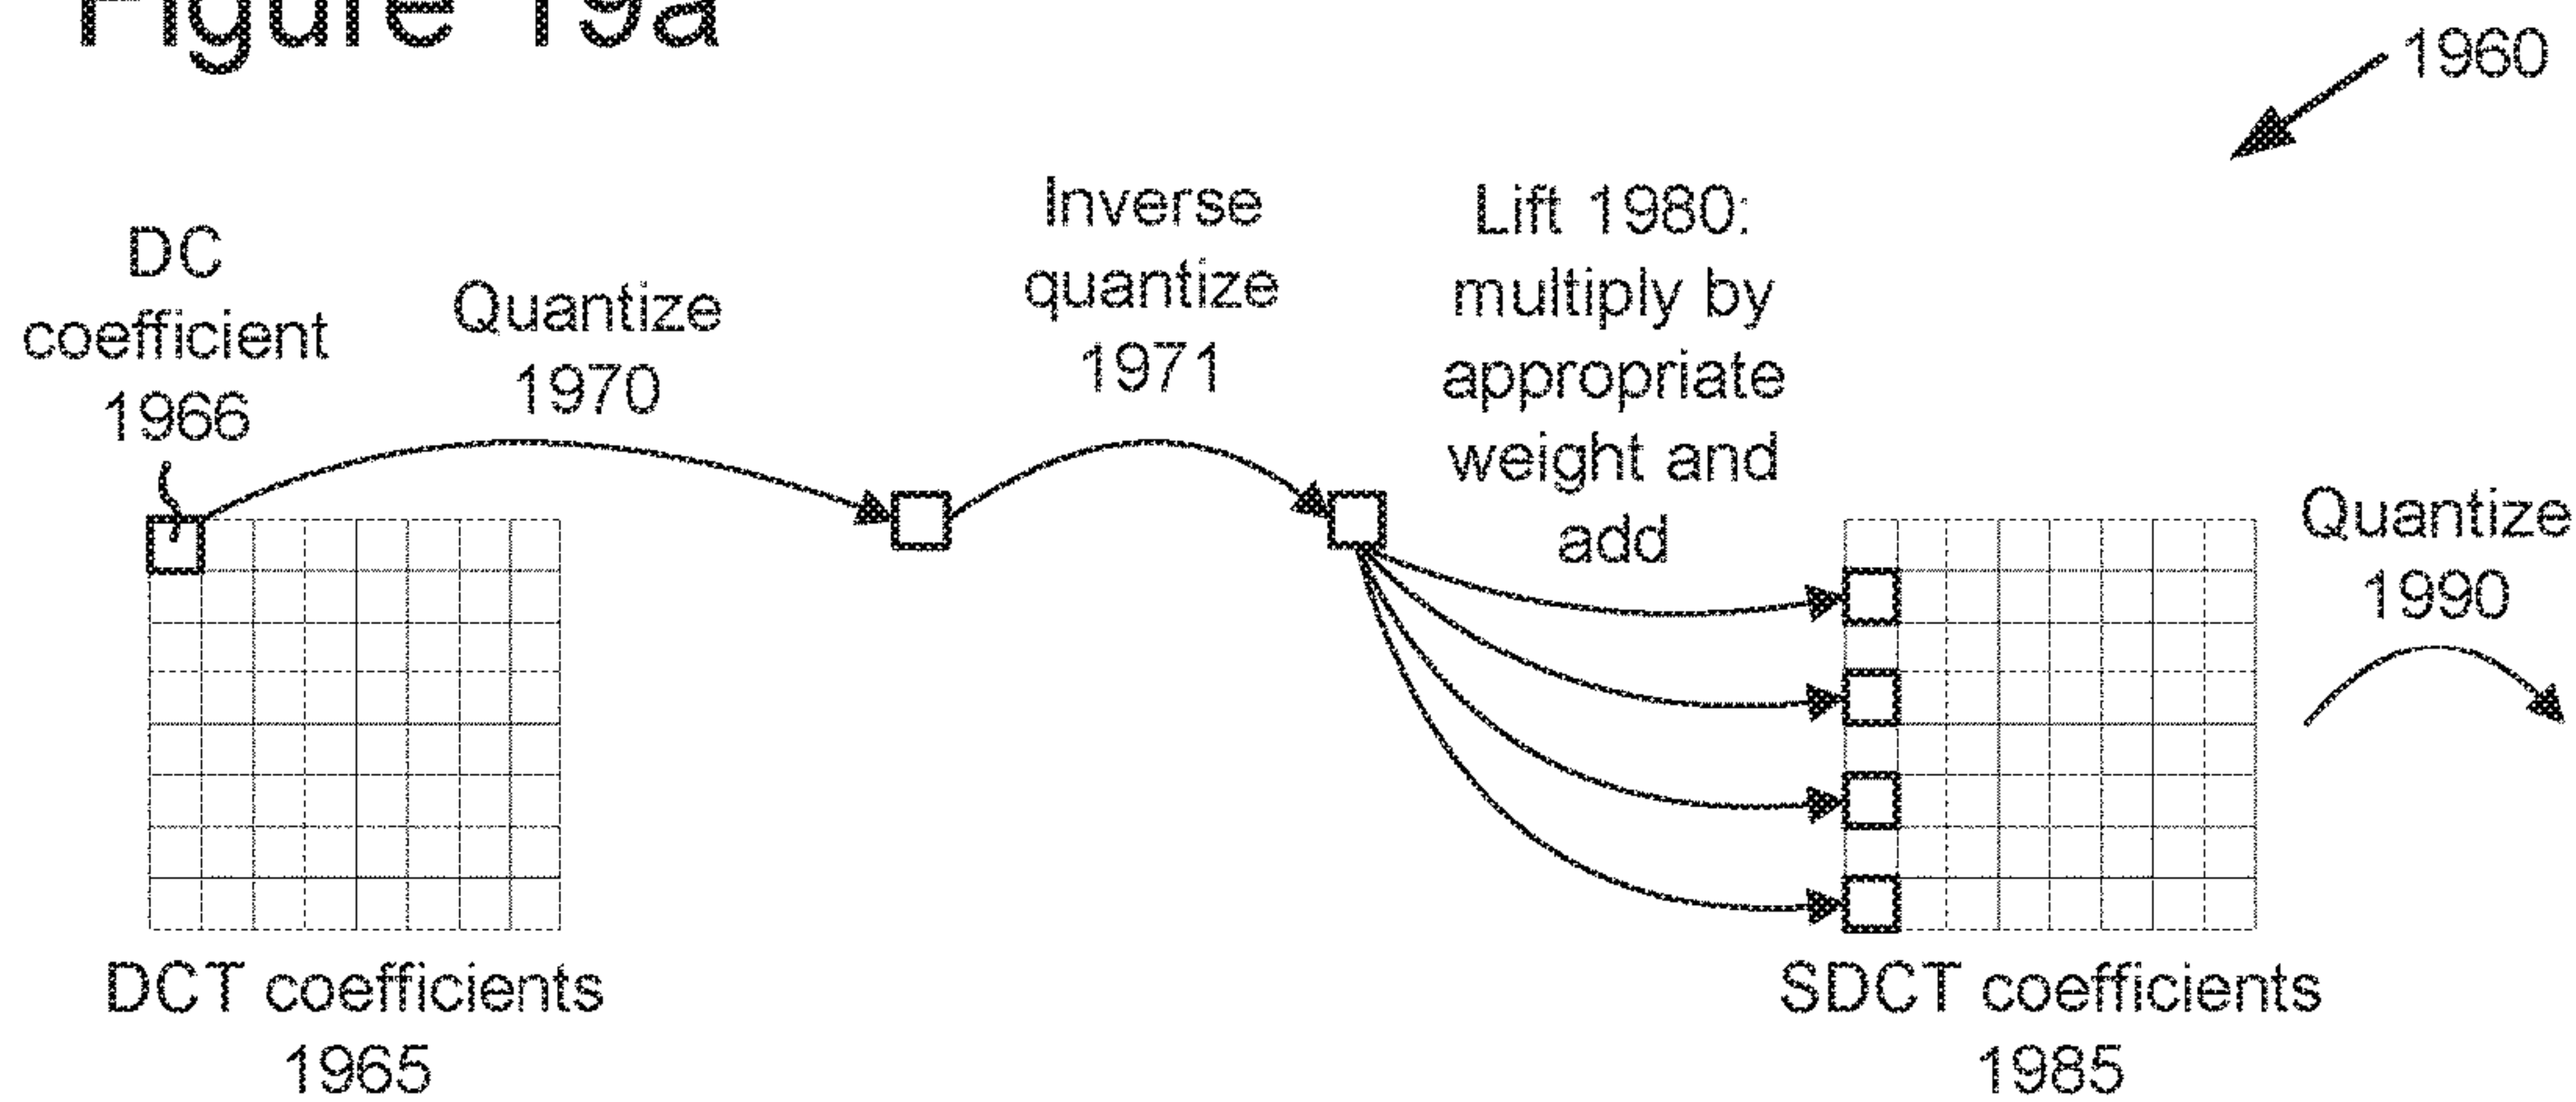 Figure 19a
1960
DC
coefficient
1966
Quantize
1970
Inverse
quantize
1971
Lift 1980:
multiply by
appropriate
weight and
add
Quantize
1990
DCT coefficients
1965
SDCT coefficients
1985